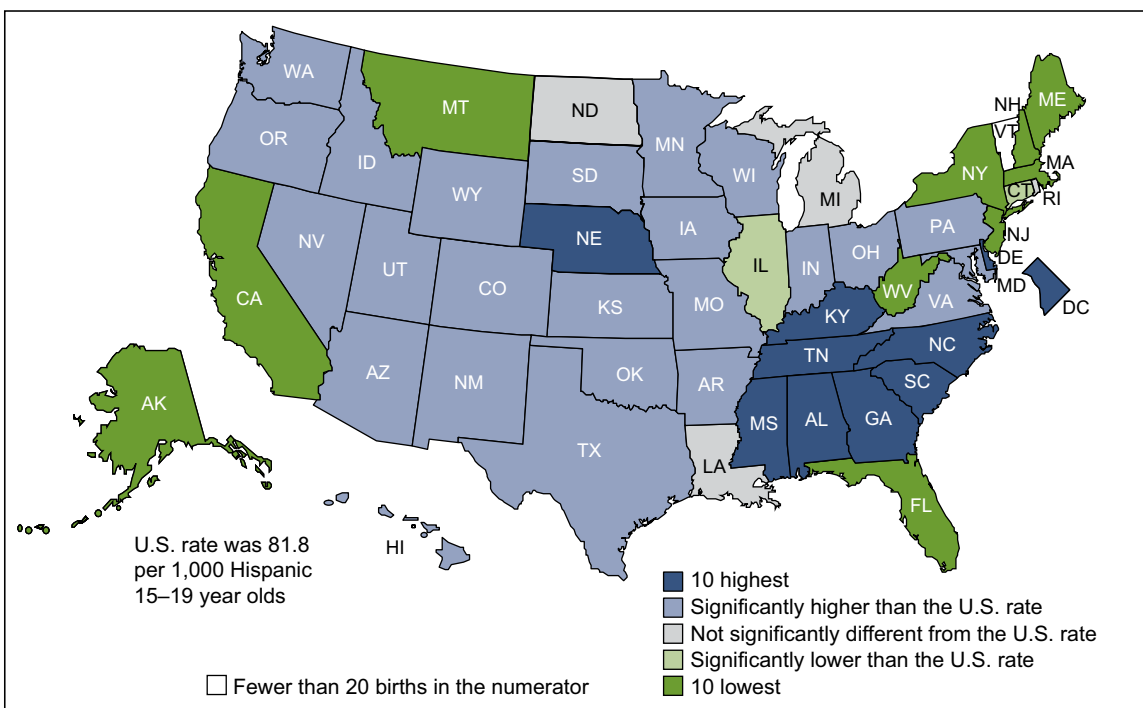 WA
MT
ND
MN
ME
NH
VT
OR
ID
WY
SD
WI
MI
NY
MA
CT
RI
NV
UT
CO
NE
IA
IL
IN
OH
PA
NJ
DE
MD
DC
CA
KS
MO
KY
WV
VA
AZ
NM
OK
AR
TN
NC
SC
MS
AL
GA
TX
LA
FL
AK
HI
U.S. rate was 81.8
per 1,000 Hispanic
15–19 year olds
10 highest
Significantly higher than the U.S. rate
Not significantly different from the U.S. rate
Significantly lower than the U.S. rate
10 lowest
Fewer than 20 births in the numerator